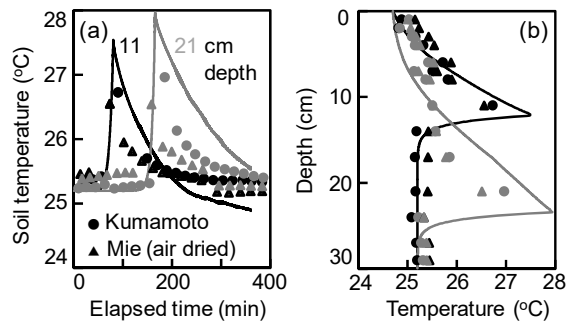 (a)
11
21 cm
depth
Soil temperature (°C)
28
27
26
25
24
Kumamoto
Mie (air dried)
0
200
400
Elapsed time (min)
(b)
Depth (cm)
0
10
20
30
24
25
26
27
28
Temperature (°C)